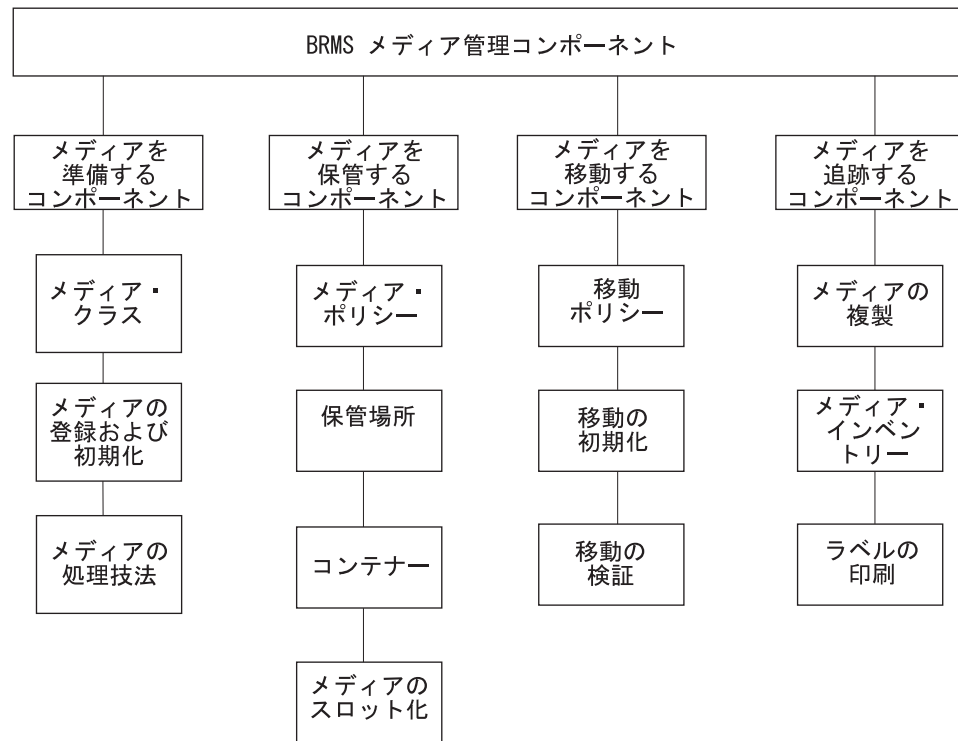 BRMS メディア管理コンポーネント
メディアを
準備する
コンポーネント
メディア・
クラス
メディアの
登録および
初期化
メディアの
処理技法
メディアを
保管する
コンポーネント
メディア・
ポリシー
保管場所
コンテナー
メディアの
スロット化
メディアを
移動する
コンポーネント
移動
ポリシー
移動の
初期化
移動の
検証
メディアを
追跡する
コンポーネント
メディアの
複製
メディア・
インベン
トリー
ラベルの
印刷